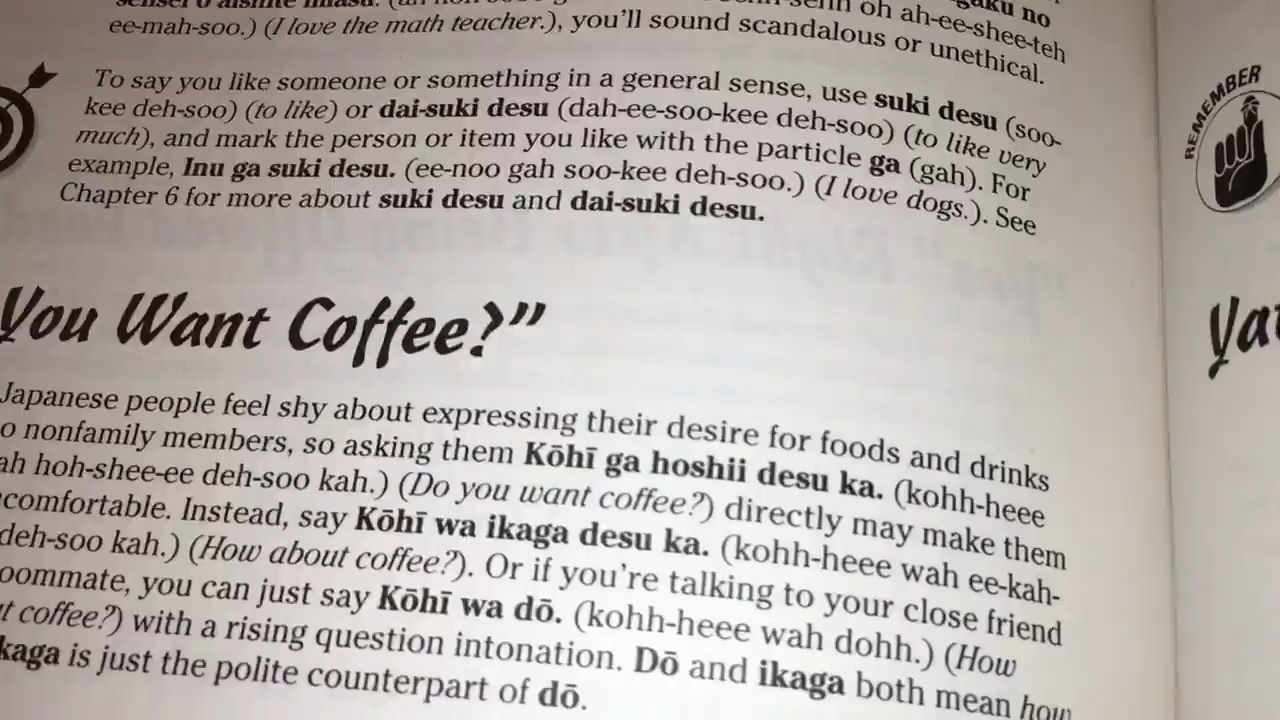 sensei o aishite imasu.
gaku no
oh ah-ee-shee-teh
ee-mah-soo.) (I love the math teacher.), you'll sound scandalous or unethical.
To say you like someone or something in a general sense, use suki desu (soo-
kee deh-soo) (to like) or dai-suki desu (dah-ee-soo-kee deh-soo) (to like very
much), and mark the person or item you like with the particle ga (gah). For
example, Inu ga suki desu. (ee-noo gah soo-kee deh-soo.) (I love dogs.). See
Chapter 6 for more about suki desu and dai-suki desu.
You Want Coffee?”
Japanese people feel shy about expressing their desire for foods and drinks
o nonfamily members, so asking them Kōhī ga hoshii desu ka. (kohh-heee
ah hoh-shee-ee deh-soo kah.) (Do you want coffee?) directly may make them
comfortable. Instead, say Kōhī wa ikaga desu ka. (kohh-heee wah ee-kah-
deh-soo kah.) (How about coffee?). Or if you're talking to your close friend
oommate, you can just say Kōhī wa dō. (kohh-heee wah dohh.) (How
t coffee?) with a rising question intonation. Dō and ikaga both mean how
kaga is just the polite counterpart of dō.
REMEMBER
Ya